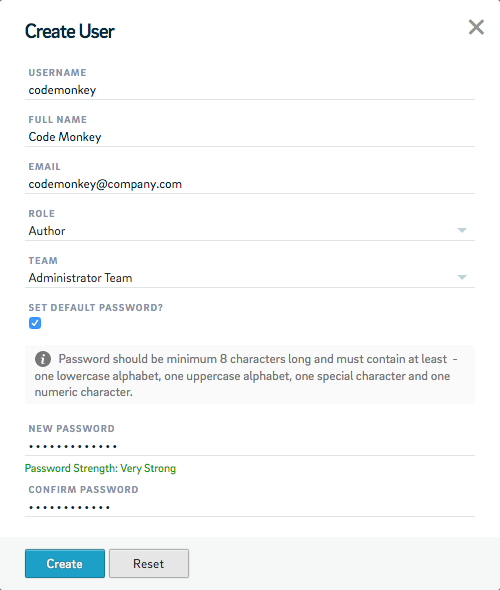 Create User
USERNAME
codemonkey
FULL NAME
Code Monkey
EMAIL
codemonkey@company.com
ROLE
Author
TEAM
Administrator Team
SET DEFAULT PASSWORD?
Password should be minimum 8 characters long and must contain at least -
one lowercase alphabet, one uppercase alphabet, one special character and one
numeric character.
NEW PASSWORD
•••••••••••••
Password Strength: Very Strong
CONFIRM PASSWORD
••••••••••••
Create Reset